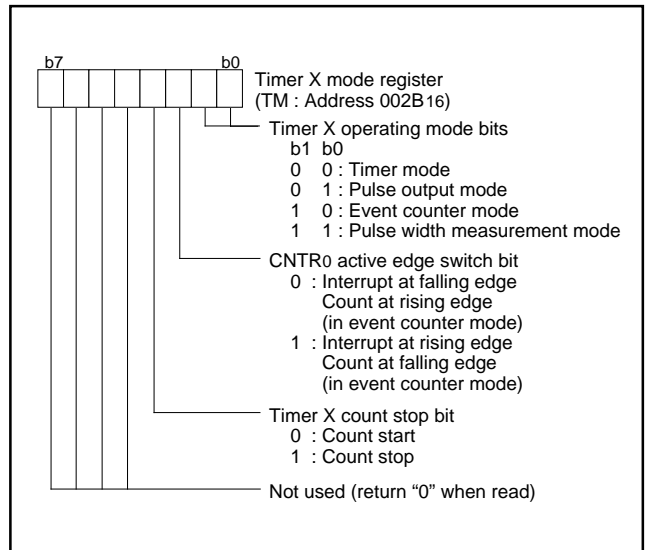 b7 b0
Timer X mode register
(TM : Address 002B16)
Timer X operating mode bits
b1 b0
0 0 : Timer mode
0 1 : Pulse output mode
1 0 : Event counter mode
1 1 : Pulse width measurement mode
CNTR0 active edge switch bit
0 : Interrupt at falling edge
Count at rising edge
(in event counter mode)
1 : Interrupt at rising edge
Count at falling edge
(in event counter mode)
Timer X count stop bit
0 : Count start
1 : Count stop
Not used (return “0” when read)